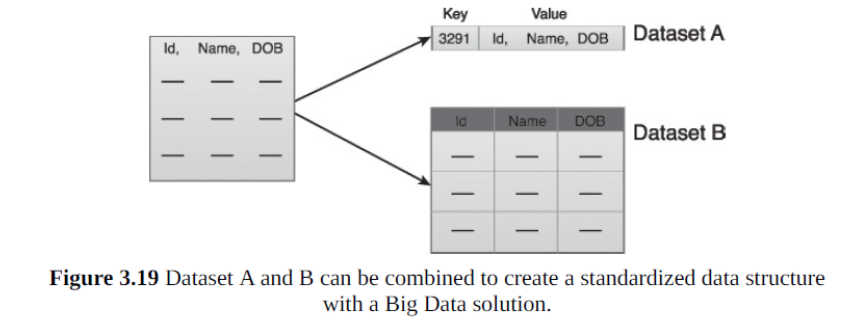 Key Value
3291 Id, Name, DOB Dataset A
Id, Name, DOB
Id Name DOB Dataset B
Figure 3.19 Dataset A and B can be combined to create a standardized data structure
with a Big Data solution.